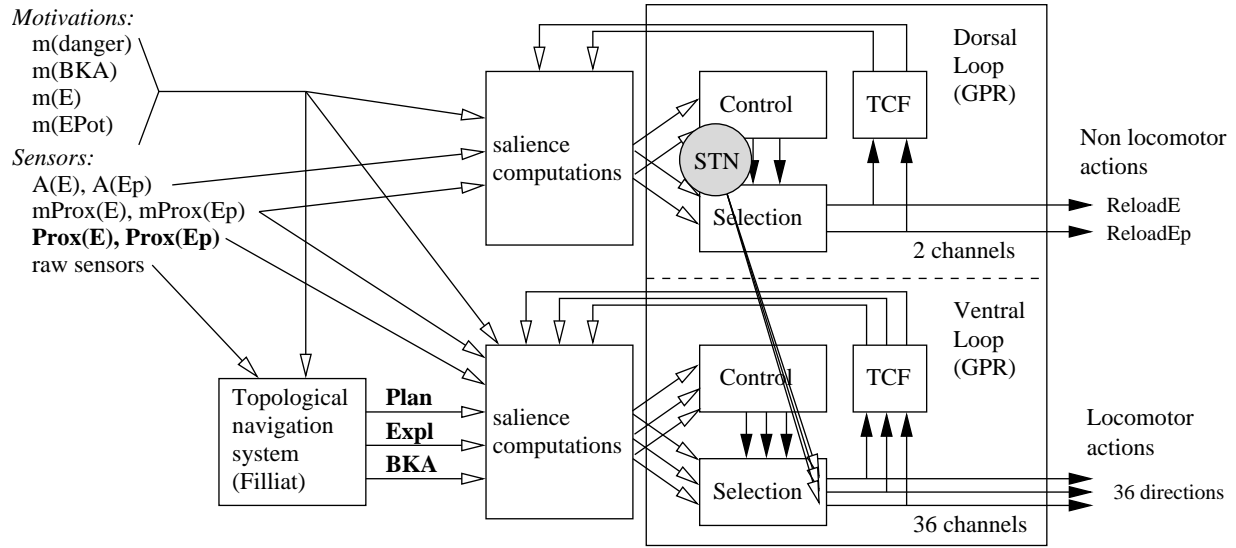 Motivations:
m(danger)
m(BKA)
m(E)
m(EPot)
Sensors:
A(E), A(Ep)
mProx(E), mProx(Ep)
Prox(E), Prox(Ep)
raw sensors
Topological
navigation
system
(Filliat)
Plan
Expl
BKA
salience
computations
Control
STN
Selection
TCF
Dorsal
Loop
(GPR)
2 channels
Non locomotor
actions
ReloadE
ReloadEp
salience
computations
Control
Selection
TCF
Ventral
Loop
(GPR)
36 channels
Locomotor
actions
36 directions